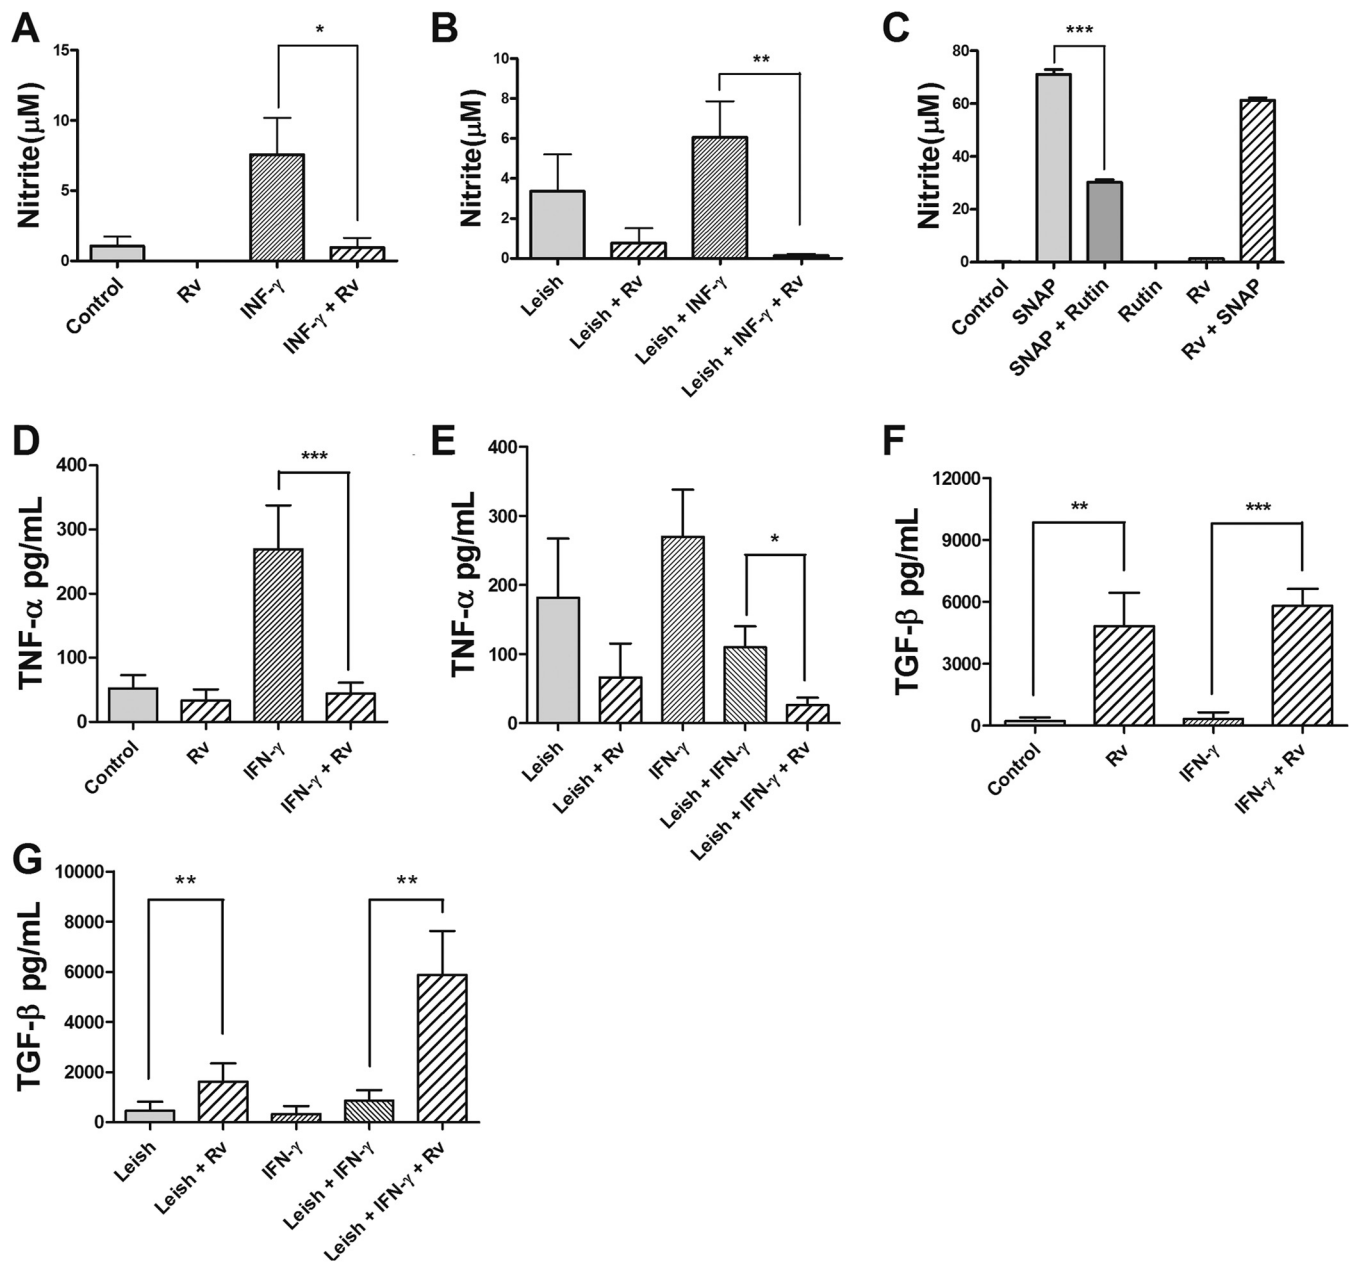 A
*
Nitrite(μM)
15
10
5
0
Control
Rv
INF-γ
INF-γ + Rv
B
**
Nitrite(μM)
10
8
6
4
2
0
Leish
Leish + Rv
Leish + INF-γ
Leish + INF-γ + Rv
C
***
Nitrite(μM)
80
60
40
20
0
Control
SNAP
SNAP + Rutin
Rutin
Rv
Rv + SNAP
D
***
TNF-α pg/mL
400
300
200
100
0
Control
Rv
IFN-γ
IFN-γ + Rv
E
*
TNF-α pg/mL
400
300
200
100
0
Leish
Leish + Rv
IFN-γ
Leish + IFN-γ
Leish + IFN-γ + Rv
F
**
***
TGF-β pg/mL
12000
9000
6000
3000
0
Control
Rv
IFN-γ
IFN-γ + Rv
G
**
**
TGF-β pg/mL
10000
8000
6000
4000
2000
0
Leish
Leish + Rv
IFN-γ
Leish + IFN-γ
Leish + IFN-γ + Rv